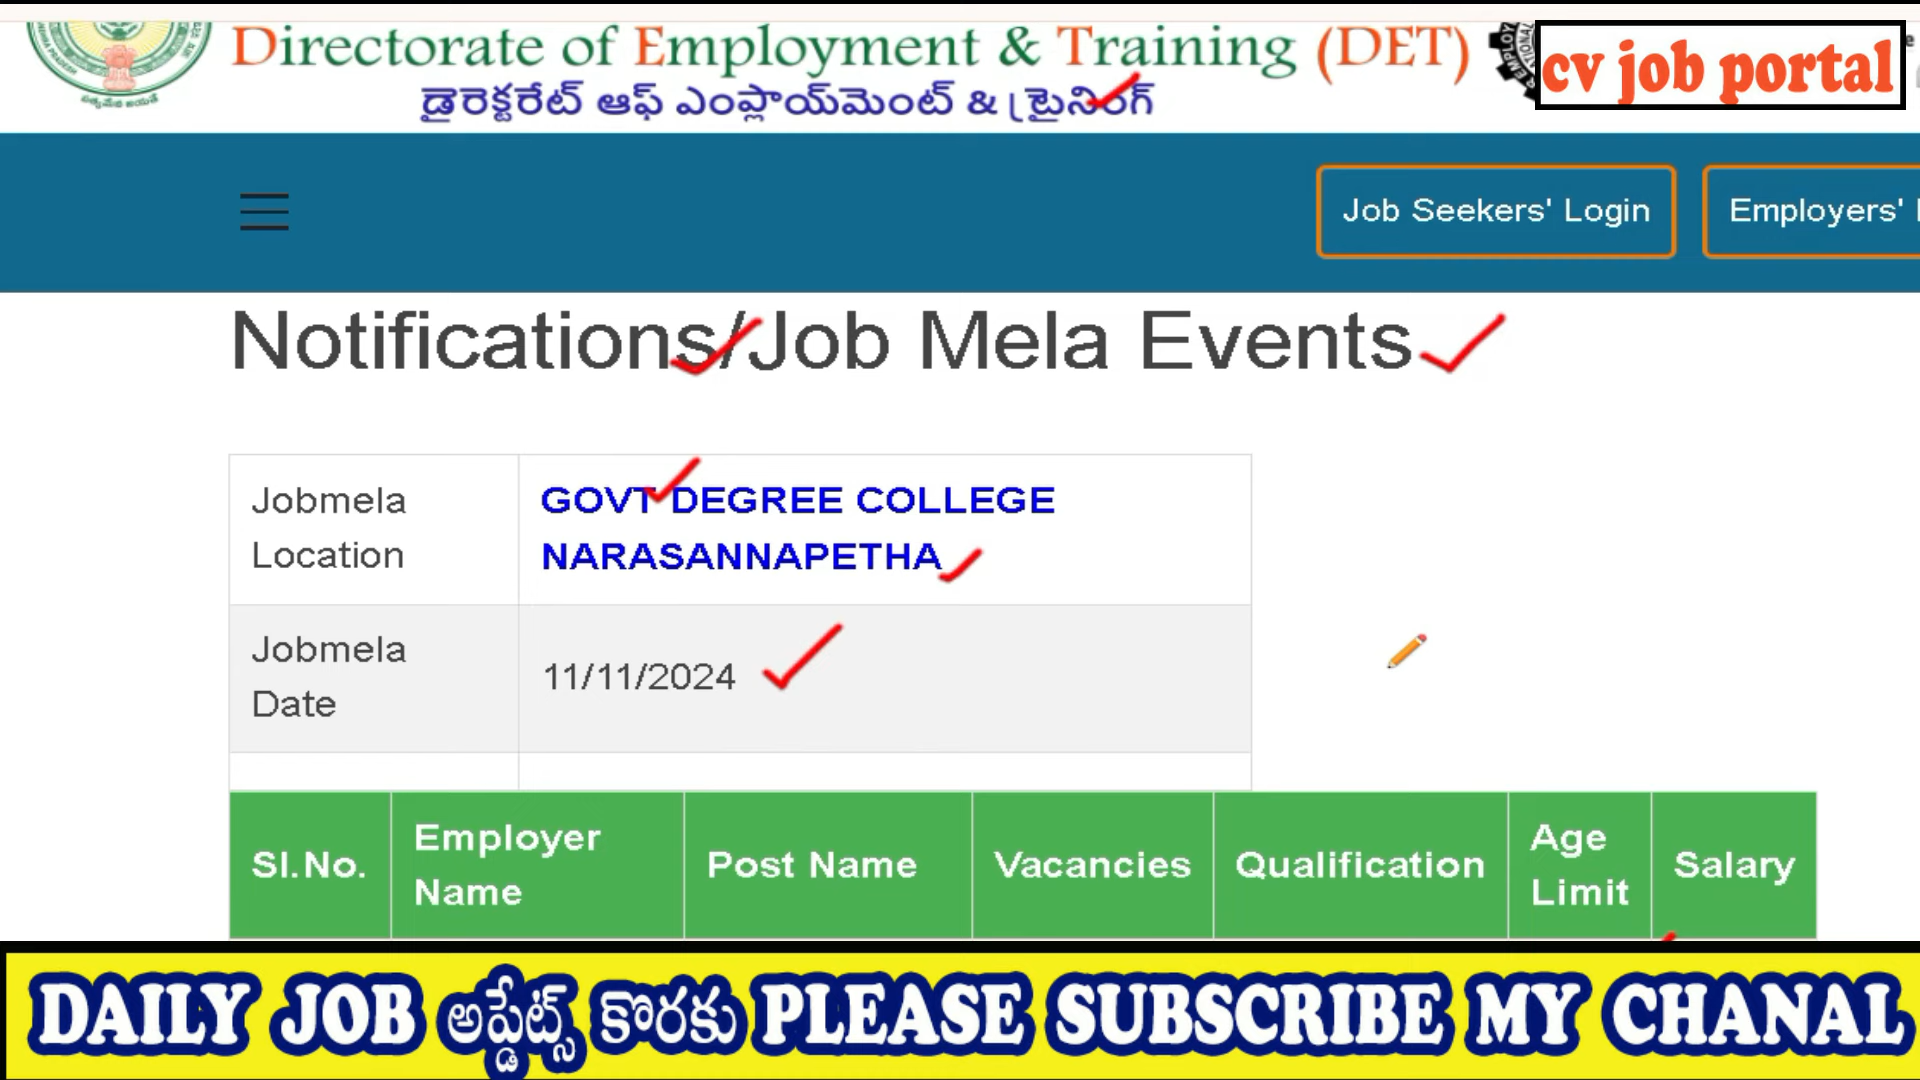 Directorate of Employment & Training (DET)
డైరెక్టరేట్ ఆఫ్ ఎంప్లాయ్‌మెంట్ & ట్రైనింగ్
cv job portal
Job Seekers' Login
Employers'
Notifications/Job Mela Events
Jobmela Location
GOVT DEGREE COLLEGE
NARASANNAPETHA
Jobmela Date
11/11/2024
Sl.No.
Employer Name
Post Name
Vacancies
Qualification
Age Limit
Salary
DAILY JOB అప్డేట్స్ కొరకు PLEASE SUBSCRIBE MY CHANAL